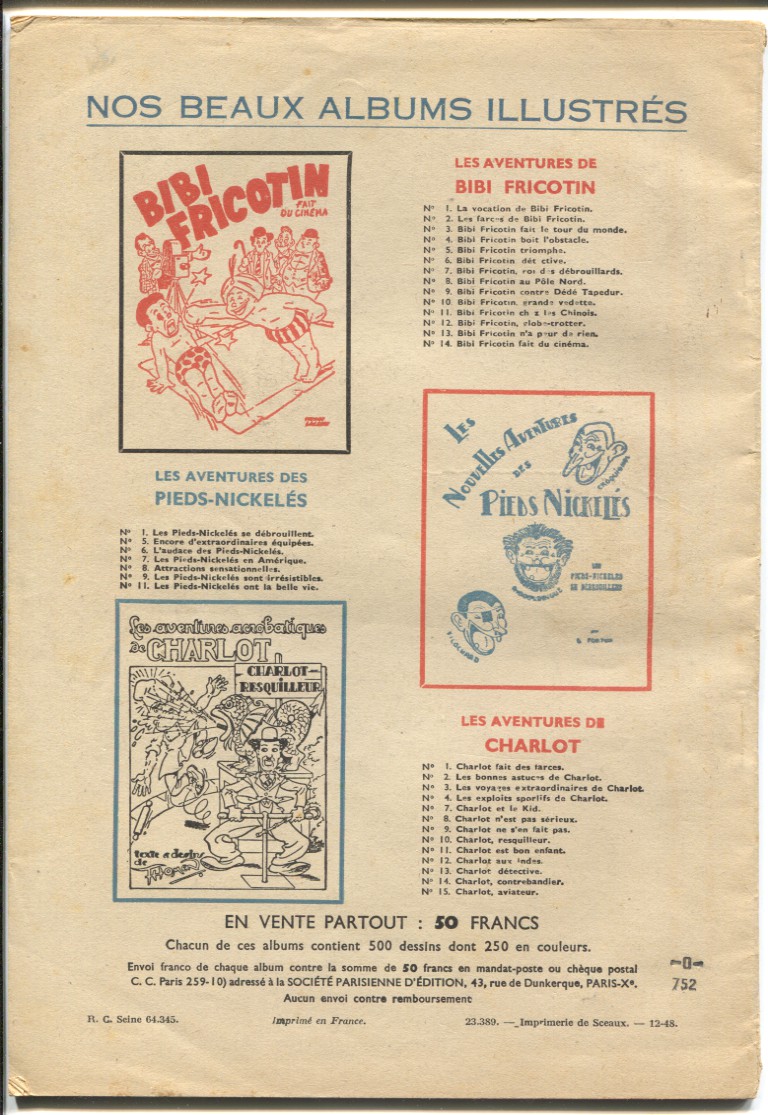 NOS BEAUX ALBUMS ILLUSTRÉS
BIBI
FRICOTIN
FAIT
DU CINÉMA
LES AVENTURES DE
BIBI FRICOTIN
Nº 1. La vocation de Bibi Fricotin.
Nº 2. Les farces de Bibi Fricotin.
Nº 3. Bibi Fricotin fait le tour du monde.
Nº 4. Bibi Fricotin boit l'obstacle.
Nº 5. Bibi Fricotin triomphe.
Nº 6. Bibi Fricotin dét ctive.
Nº 7. Bibi Fricotin, roi des débrouillards.
Nº 8. Bibi Fricotin au Pôle Nord.
Nº 9. Bibi Fricotin contre Dédé Tapedur.
Nº 10. Bibi Fricotin, grande vedette.
Nº 11. Bibi Fricotin ch z les Chinois.
Nº 12. Bibi Fricotin, globe-trotter.
Nº 13. Bibi Fricotin n'a peur de rien.
Nº 14. Bibi Fricotin fait du cinéma.
LES AVENTURES DES
PIEDS-NICKELÉS
Nº 1. Les Pieds-Nickelés se débrouillent.
Nº 5. Encore d'extraordinaires équipées.
Nº 6. L'audace des Pieds-Nickelés.
Nº 7. Les Pieds-Nickelés en Amérique.
Nº 8. Attractions sensationnelles.
Nº 9. Les Pieds-Nickelés sont irrésistibles.
Nº 11. Les Pieds-Nickelés ont la belle vie.
LES
NOUVELLES AVENTURES
DES
PIEDS NICKELÉS
CROQUIGNOL
RIBOULDINGUE
FILOCHARD
LES
PIEDS-NICKELÉS
SE DÉBROUILLENT
Les aventures acrobatiques
de CHARLOT
CHARLOT
RESQUILLEUR
texte & dessins
de THOMEN
LES AVENTURES DE
CHARLOT
Nº 1. Charlot fait des farces.
Nº 2. Les bonnes astuces de Charlot.
Nº 3. Les voyages extraordinaires de Charlot.
Nº 4. Les exploits sportifs de Charlot.
Nº 7. Charlot et le Kid.
Nº 8. Charlot n'est pas sérieux.
Nº 9. Charlot ne s'en fait pas.
Nº 10. Charlot, resquilleur.
Nº 11. Charlot est bon enfant.
Nº 12. Charlot aux Indes.
Nº 13. Charlot détective.
Nº 14. Charlot, contrebandier.
Nº 15. Charlot, aviateur.
EN VENTE PARTOUT : 50 FRANCS
Chacun de ces albums contient 500 dessins dont 250 en couleurs.
Envoi franco de chaque album contre la somme de 50 francs en mandat-poste ou chèque postal
C. C. Paris 259-10) adressé à la SOCIÉTÉ PARISIENNE D'ÉDITION, 43, rue de Dunkerque, PARIS-Xe.
Aucun envoi contre remboursement
-0-
752
R. C. Seine 64.345. Imprimé en France. 23.389. — Imprimerie de Sceaux. — 12-48.